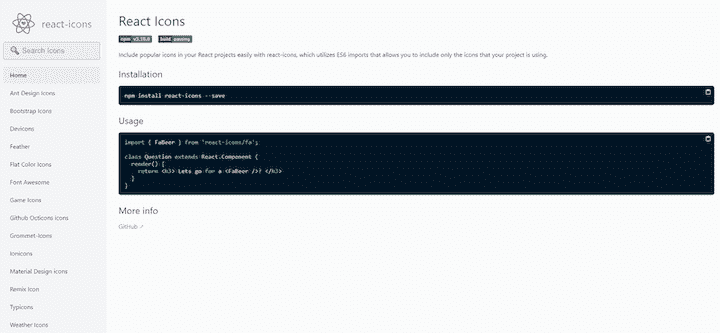 react-icons
Search Icons
Home
Ant Design Icons
Bootstrap Icons
Devicons
Feather
Flat Color Icons
Font Awesome
Game Icons
Github Octicons icons
Grommet-Icons
Ionicons
Material Design icons
Remix Icon
Typicons
Weather Icons
React Icons
npm build passing
Include popular icons in your React projects easily with react-icons, which utilizes ES6 imports that allows you to include only the icons that your project is using.
Installation
npm install react-icons --save
Usage
import { FaBeer } from 'react-icons/fa';
class Question extends React.Component {
render() {
return <h3> Lets go for a <FaBeer />? </h3>
}
}
More info
GitHub